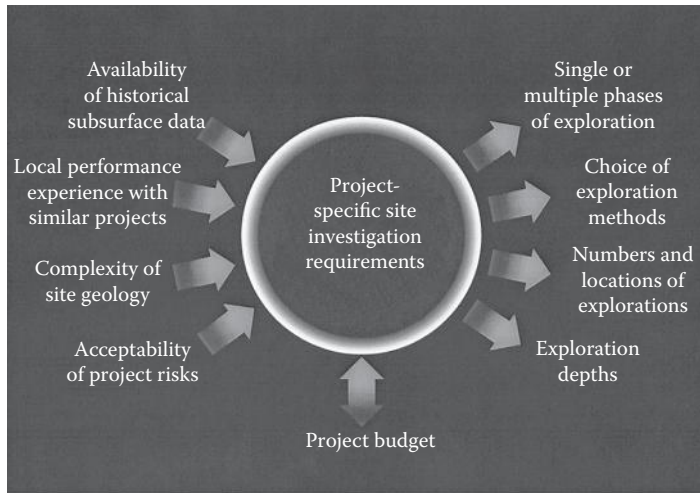 Availability
of historical
subsurface data
Local performance
experience with
similar projects
Complexity of
site geology
Acceptability
of project risks
Project-
specific site
investigation
requirements
Single or
multiple phases
of exploration
Choice of
exploration
methods
Numbers and
locations of
explorations
Exploration
depths
Project budget